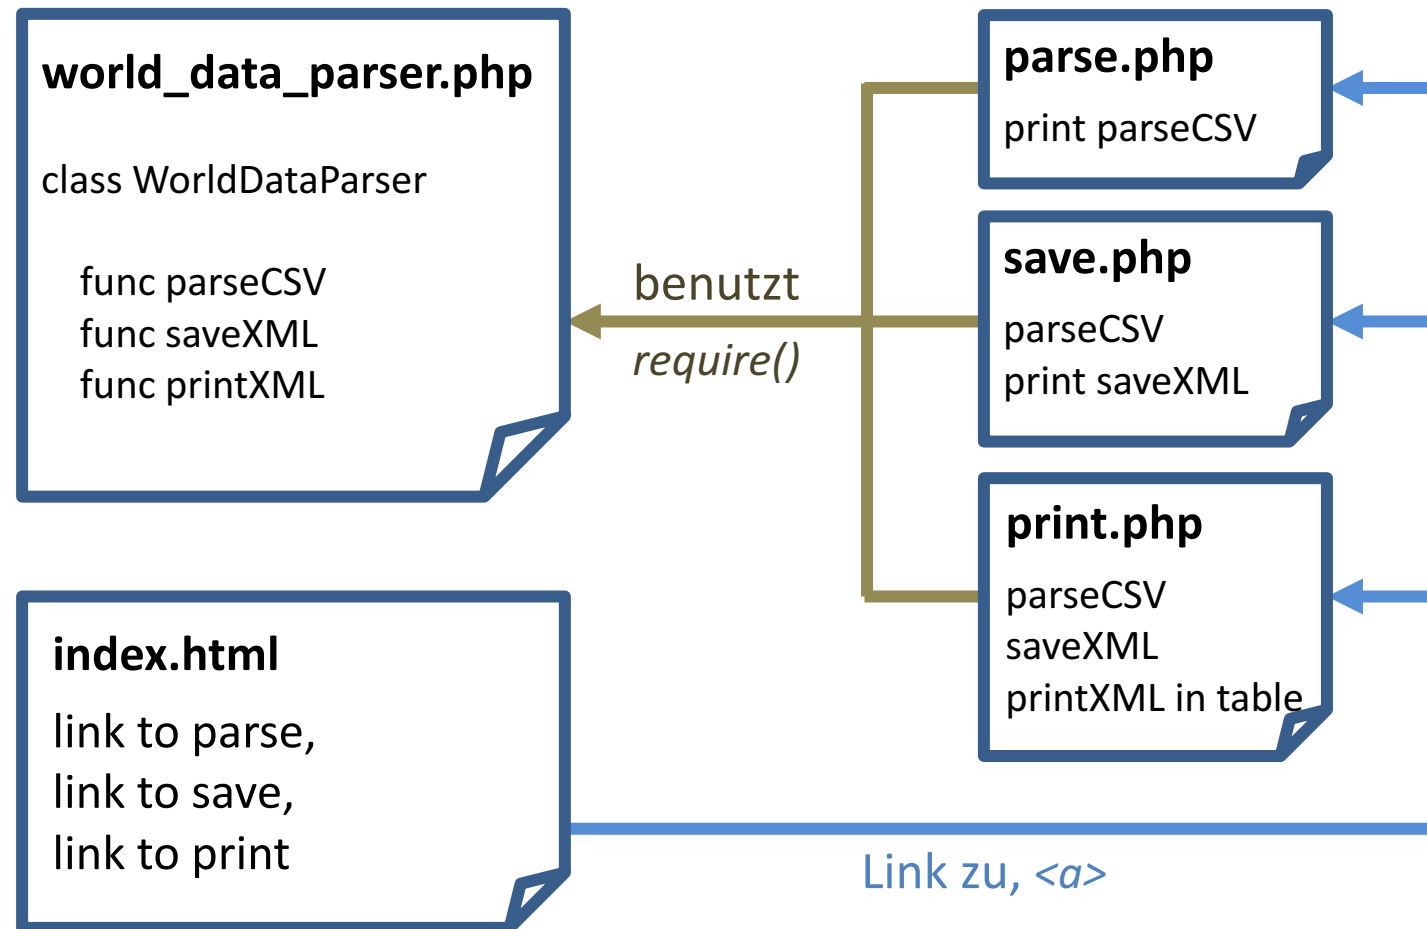 world_data_parser.php
class WorldDataParser
func parseCSV
func saveXML
func printXML
benutzt
require()
parse.php
print parseCSV
save.php
parseCSV
print saveXML
print.php
parseCSV
saveXML
printXML in table
index.html
link to parse,
link to save,
link to print
Link zu, <a>